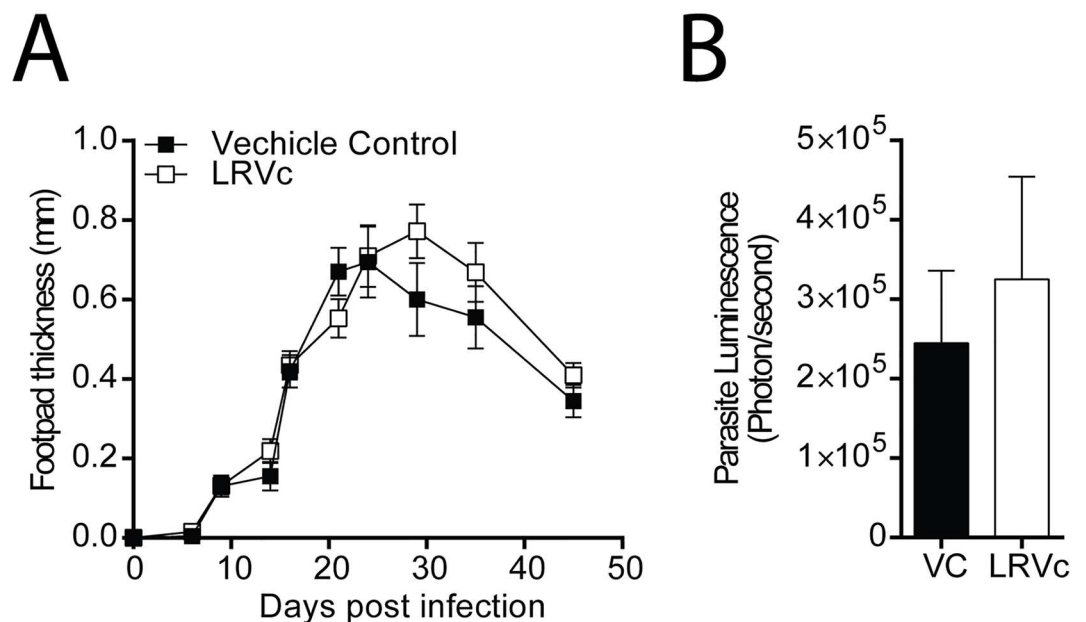 A
B
Vechicle Control
LRVc
1.0
0.8
0.6
0.4
0.2
0.0
Footpad thickness (mm)
0 10 20 30 40 50
Days post infection
5×10⁵
4×10⁵
3×10⁵
2×10⁵
1×10⁵
0
Parasite Luminescence
(Photon/second)
VC LRVc